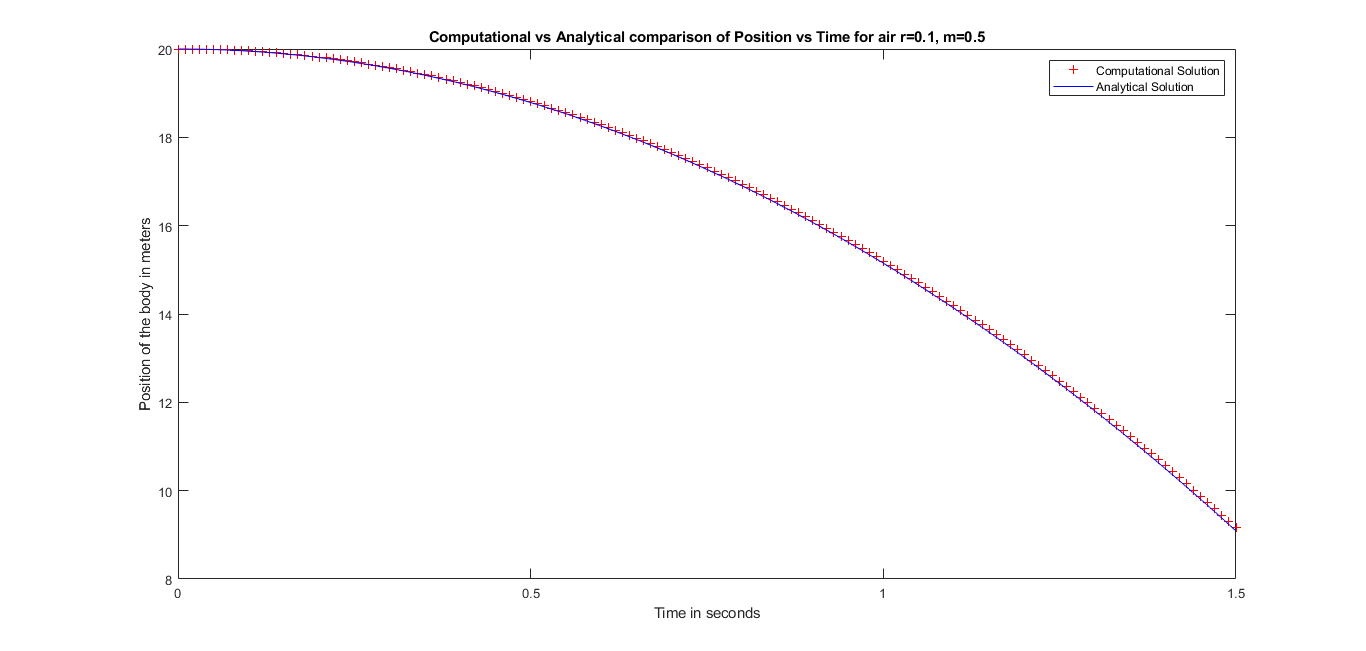 Computational vs Analytical comparison of Position vs Time for air r=0.1, m=0.5
Computational Solution
Analytical Solution
Position of the body in meters
20
18
16
14
12
10
8
0
0.5
1
1.5
Time in seconds